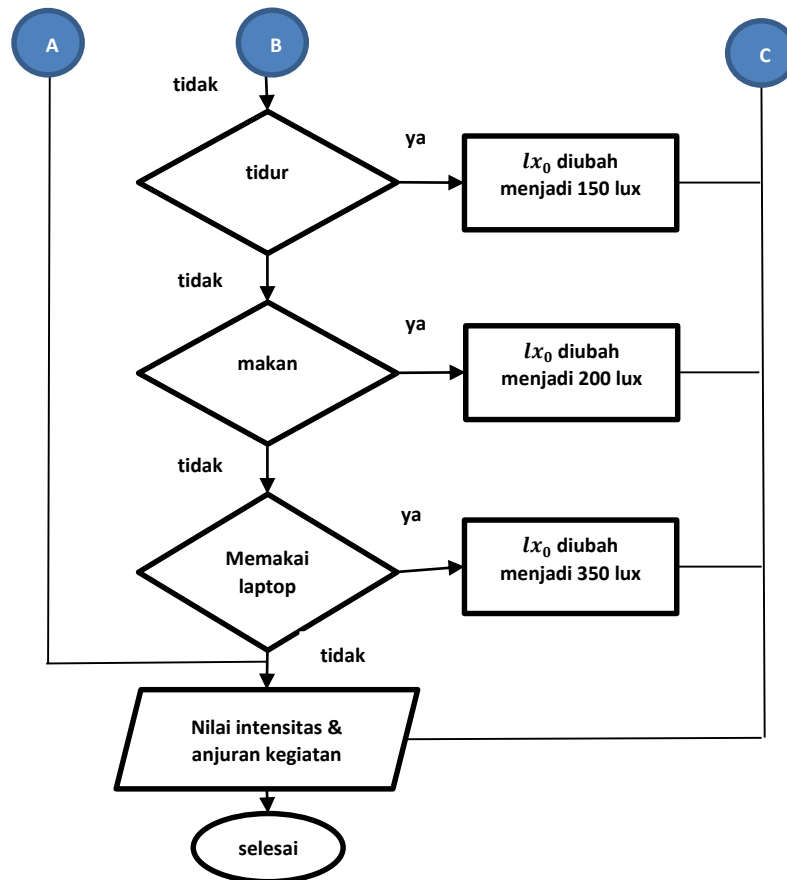 A
B
C
tidak
tidur
ya
lx₀ diubah
menjadi 150 lux
tidak
makan
ya
lx₀ diubah
menjadi 200 lux
tidak
Memakai
laptop
ya
lx₀ diubah
menjadi 350 lux
tidak
Nilai intensitas &
anjuran kegiatan
selesai